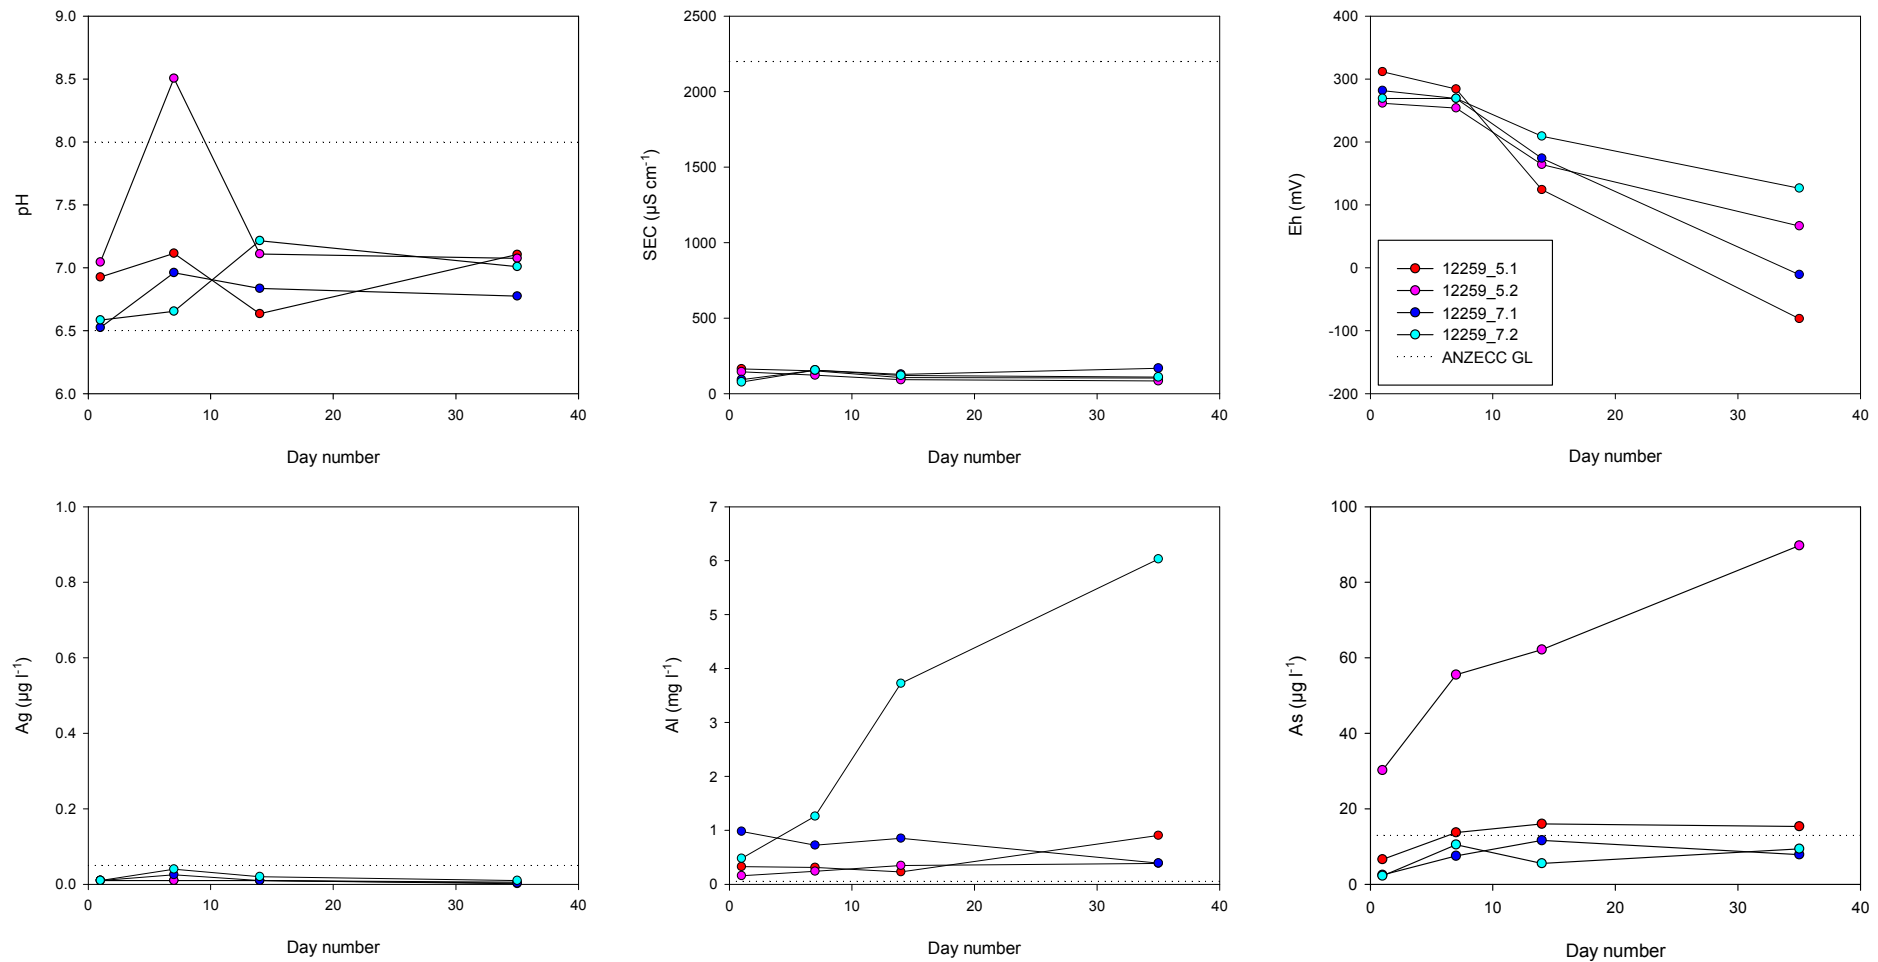 9.0
8.5
8.0
7.5
7.0
6.5
6.0
pH
0 10 20 30 40
Day number
2500
2000
1500
1000
500
0
SEC (µS cm⁻¹)
0 10 20 30 40
Day number
400
300
200
100
0
-100
-200
Eh (mV)
12259_5.1
12259_5.2
12259_7.1
12259_7.2
ANZECC GL
0 10 20 30 40
Day number
1.0
0.8
0.6
0.4
0.2
0.0
Ag (µg l⁻¹)
0 10 20 30 40
Day number
7
6
5
4
3
2
1
0
Al (mg l⁻¹)
0 10 20 30 40
Day number
100
80
60
40
20
0
As (µg l⁻¹)
0 10 20 30 40
Day number